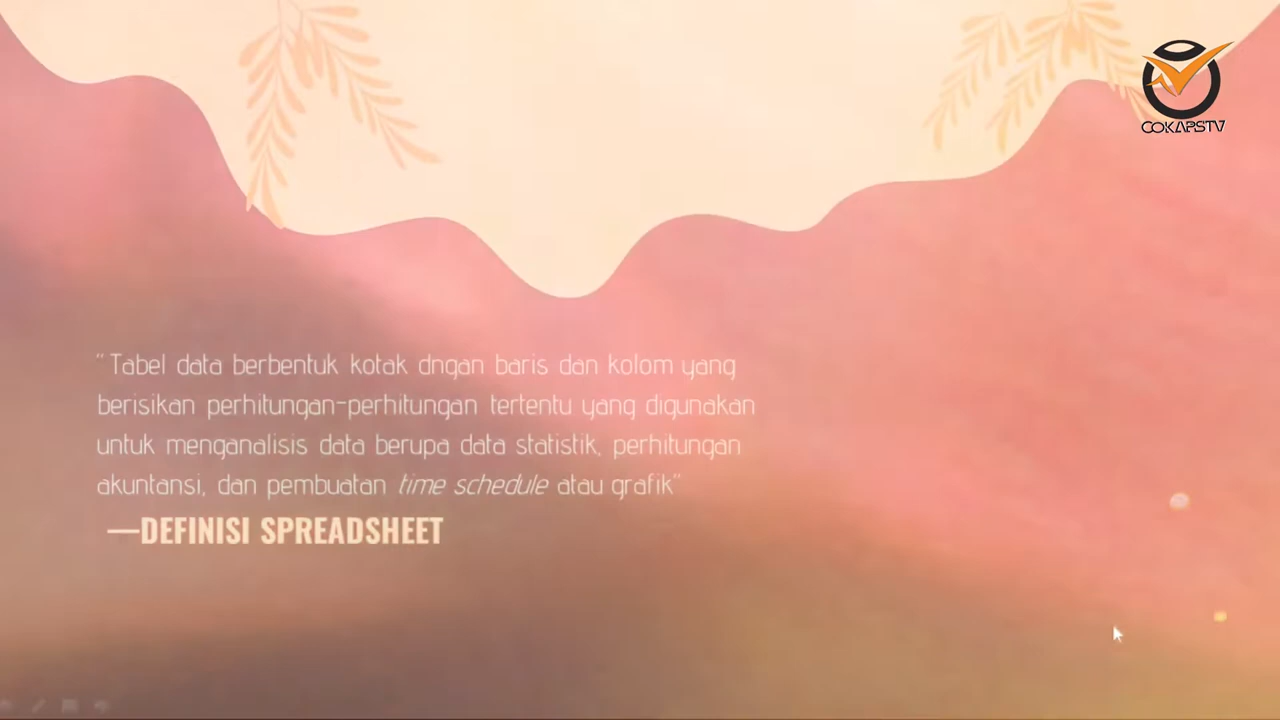 COKAPSTV
" Tabel data berbentuk kotak dngan baris dan kolom yang
berisikan perhitungan-perhitungan tertentu yang digunakan
untuk menganalisis data berupa data statistik, perhitungan
akuntansi, dan pembuatan time schedule atau grafik"
—DEFINISI SPREADSHEET